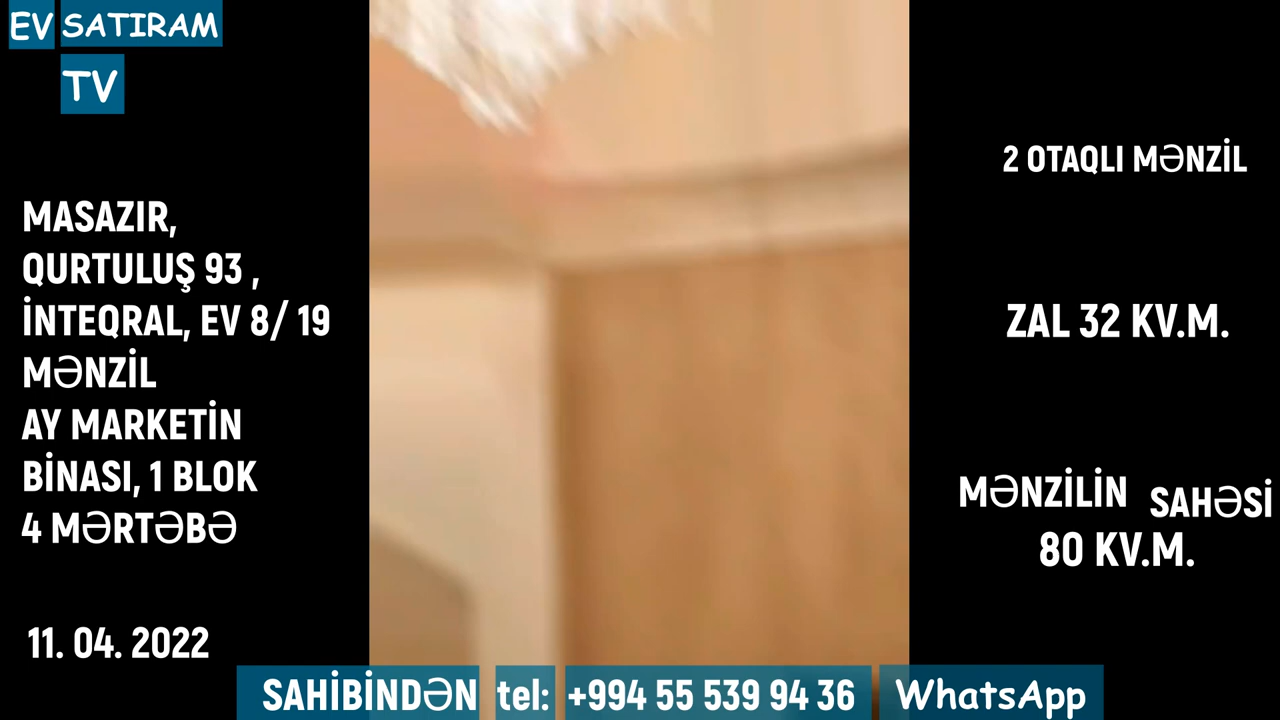 EV SATIRAM
TV
MASAZIR,
QURTULUŞ 93 ,
İNTEQRAL, EV 8/ 19
MƏNZİL
AY MARKETİN
BİNASI, 1 BLOK
4 MƏRTƏBƏ
11. 04. 2022
2 OTAQLI MƏNZİL
ZAL 32 KV.M.
MƏNZİLİN SAHƏSİ
80 KV.M.
SAHİBİNDƏN tel: +994 55 539 94 36 WhatsApp